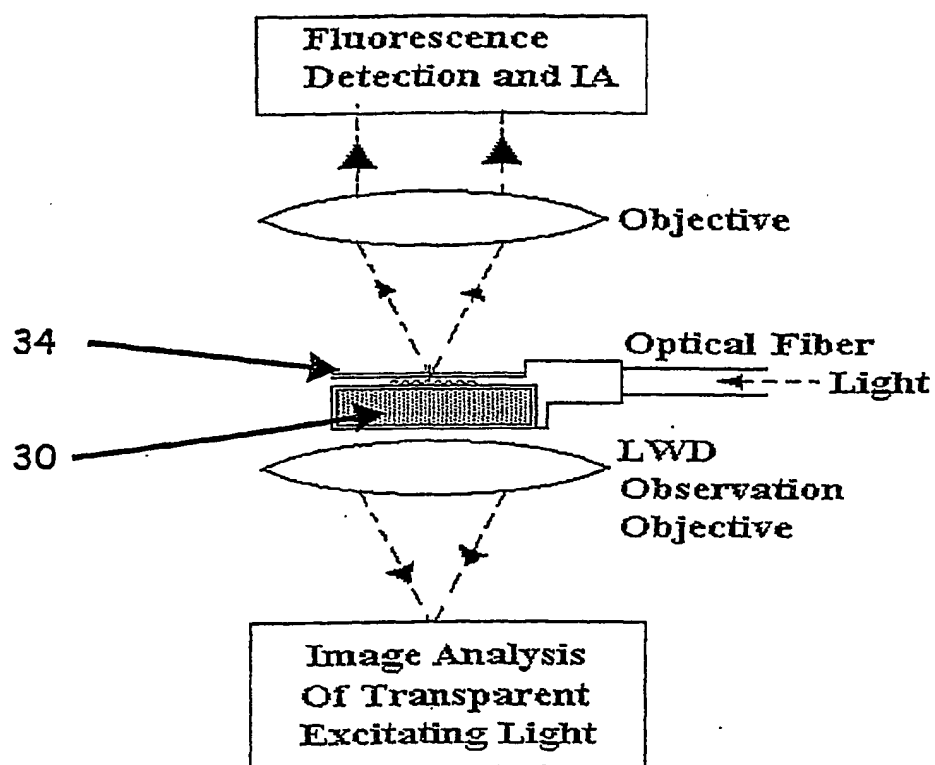 Fluorescence
Detection and IA
Objective
34
Optical Fiber
Light
30
LWD
Observation
Objective
Image Analysis
Of Transparent
Excitating Light